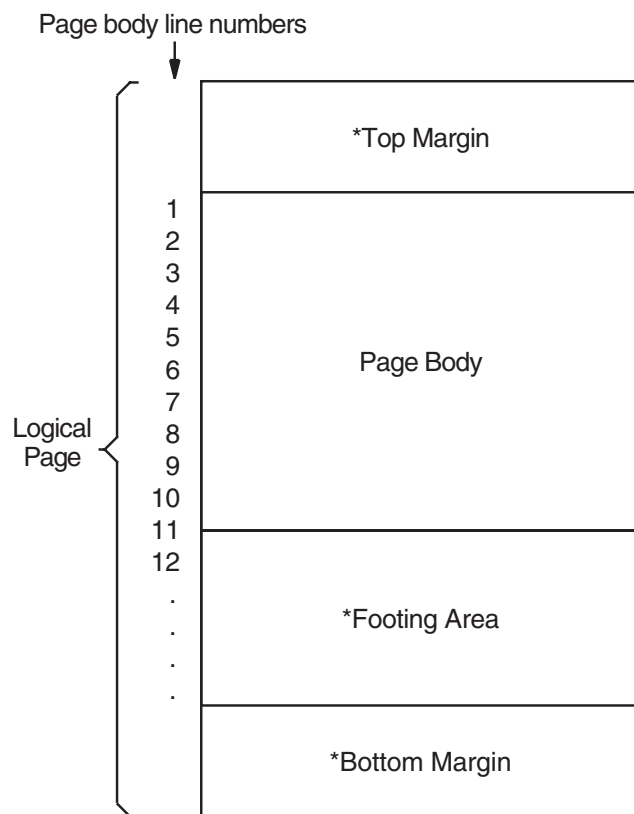 Page body line numbers
*Top Margin
1
2
3
4
5
6
Page Body
7
8
Logical
Page
9
10
11
12
.
*Footing Area
.
.
.
*Bottom Margin